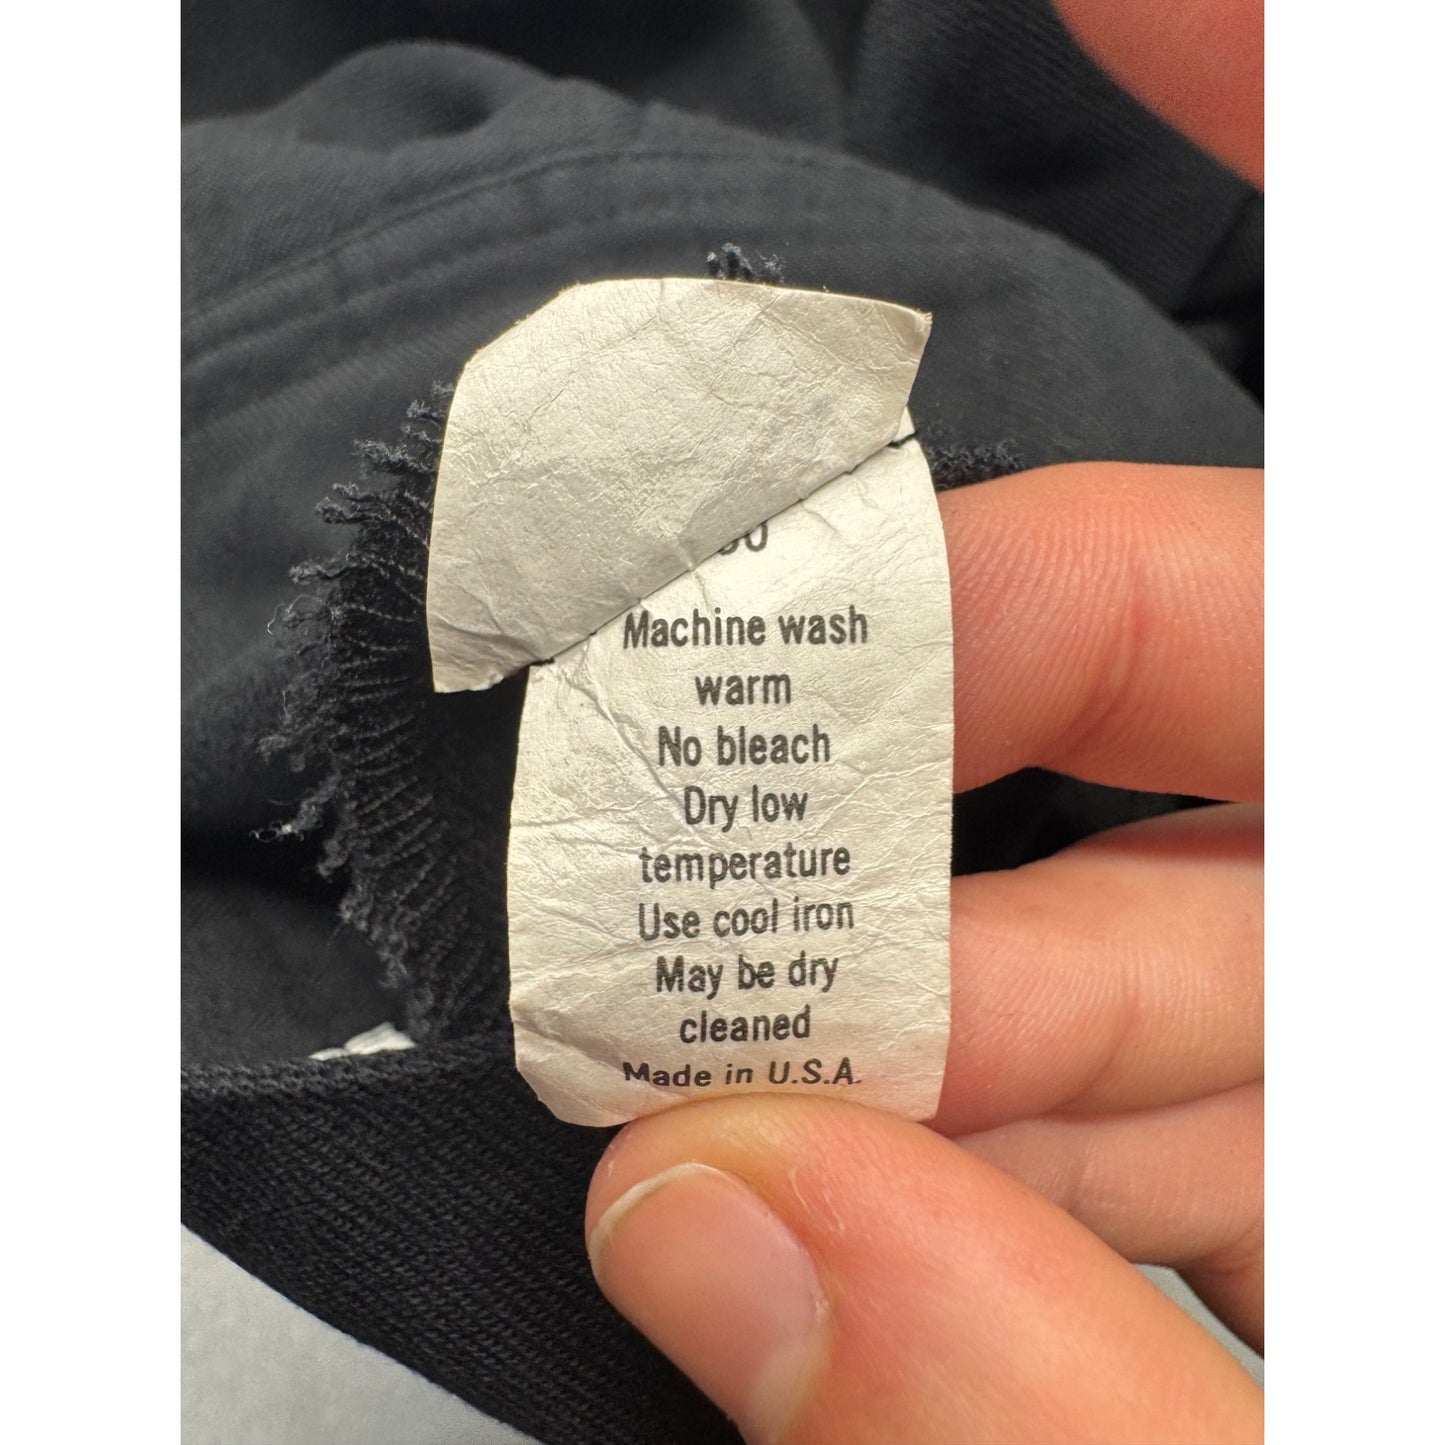 Machine wash
warm
No bleach
Dry low
temperature
Use cool iron
May be dry
cleaned
Made in U.S.A.